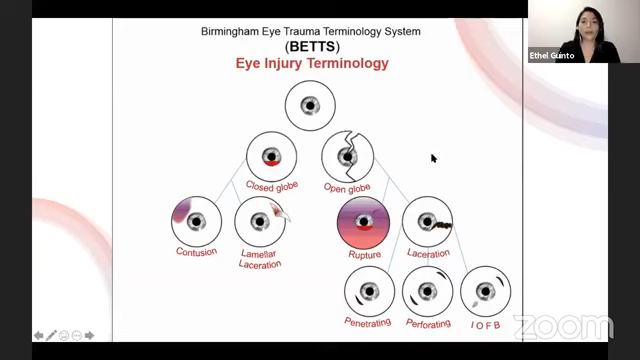 Birmingham Eye Trauma Terminology System
(BETTS)
Eye Injury Terminology
Ethel Guinto
Closed globe
Open globe
Contusion
Lamellar
Laceration
Rupture
Laceration
Penetrating
Perforating
I O F B
zoom